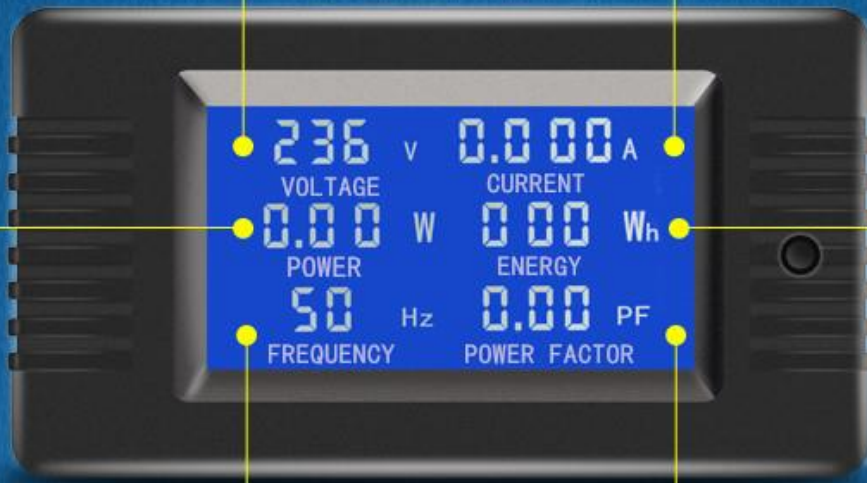 236 V 0.000 A
VOLTAGE CURRENT
0.00 W 000 Wh
POWER ENERGY
50 Hz 0.00 PF
FREQUENCY POWER FACTOR